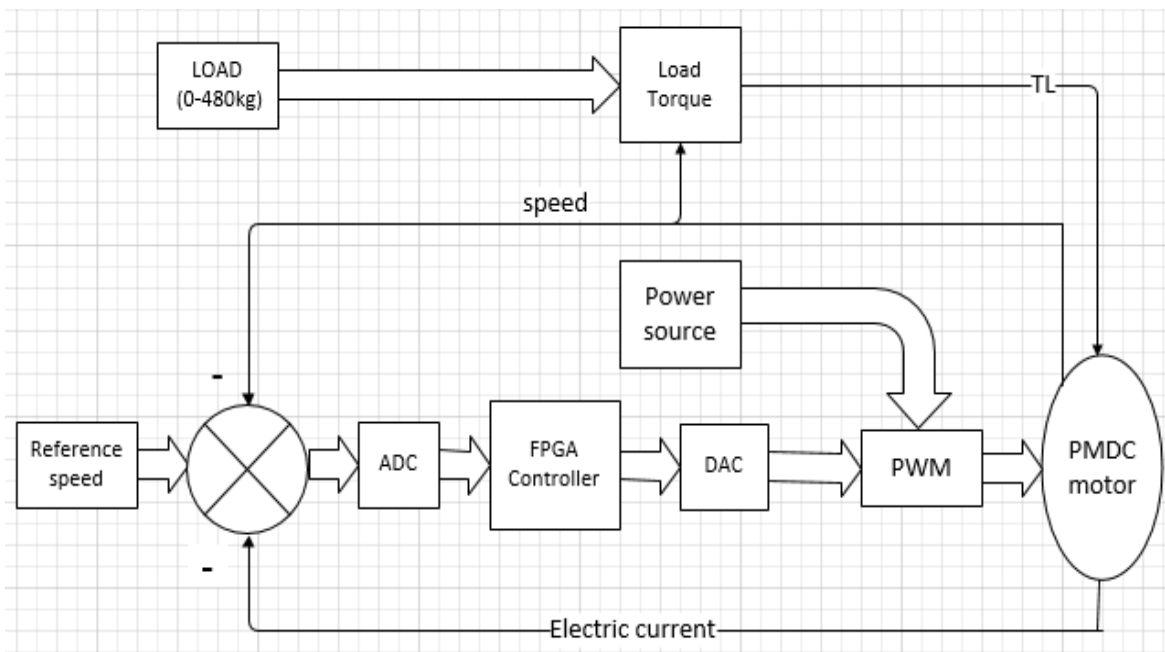 LOAD
(0-480kg)
Load
Torque
TL
speed
Power
source
-
Reference
speed
ADC
FPGA
Controller
DAC
PWM
PMDC
motor
-
Electric current